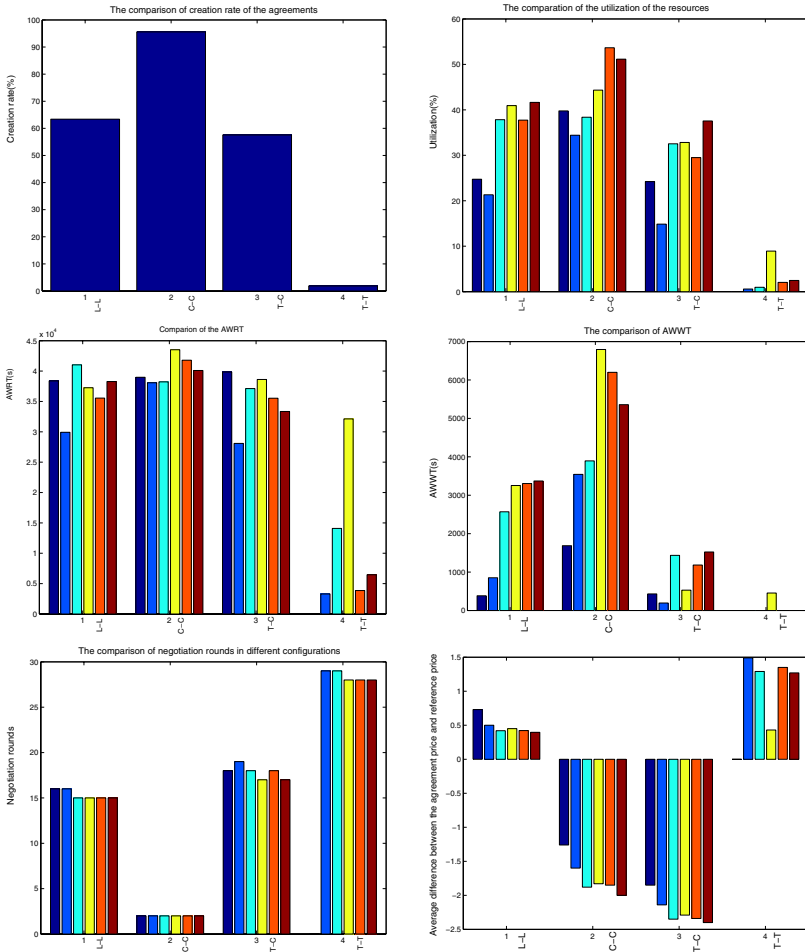 The comparison of creation rate of the agreements
Creation rate(%)
100
90
80
70
60
50
40
30
20
10
0
1 2 3 4
L–L C–C T–C T–T
The comparation of the utilization of the resources
Utilization(%)
60
50
40
30
20
10
0
1 2 3 4
L–L C–C T–C T–T
Comparion of the AWRT
x 10^4
AWRT(s)
4.5
4
3.5
3
2.5
2
1.5
1
0.5
0
1 2 3 4
L–L C–C T–C T–T
The comparison of AWWT
AWWT(s)
7000
6000
5000
4000
3000
2000
1000
0
1 2 3 4
L–L C–C T–C T–T
The comparison of negotiation rounds in different configurations
Negotiation rounds
30
25
20
15
10
5
0
1 2 3 4
L–L C–C T–C T–T
Average difference between the agreement price and reference price
1.5
1
0.5
0
−0.5
−1
−1.5
−2
−2.5
1 2 3 4
L–L C–C T–C T–T